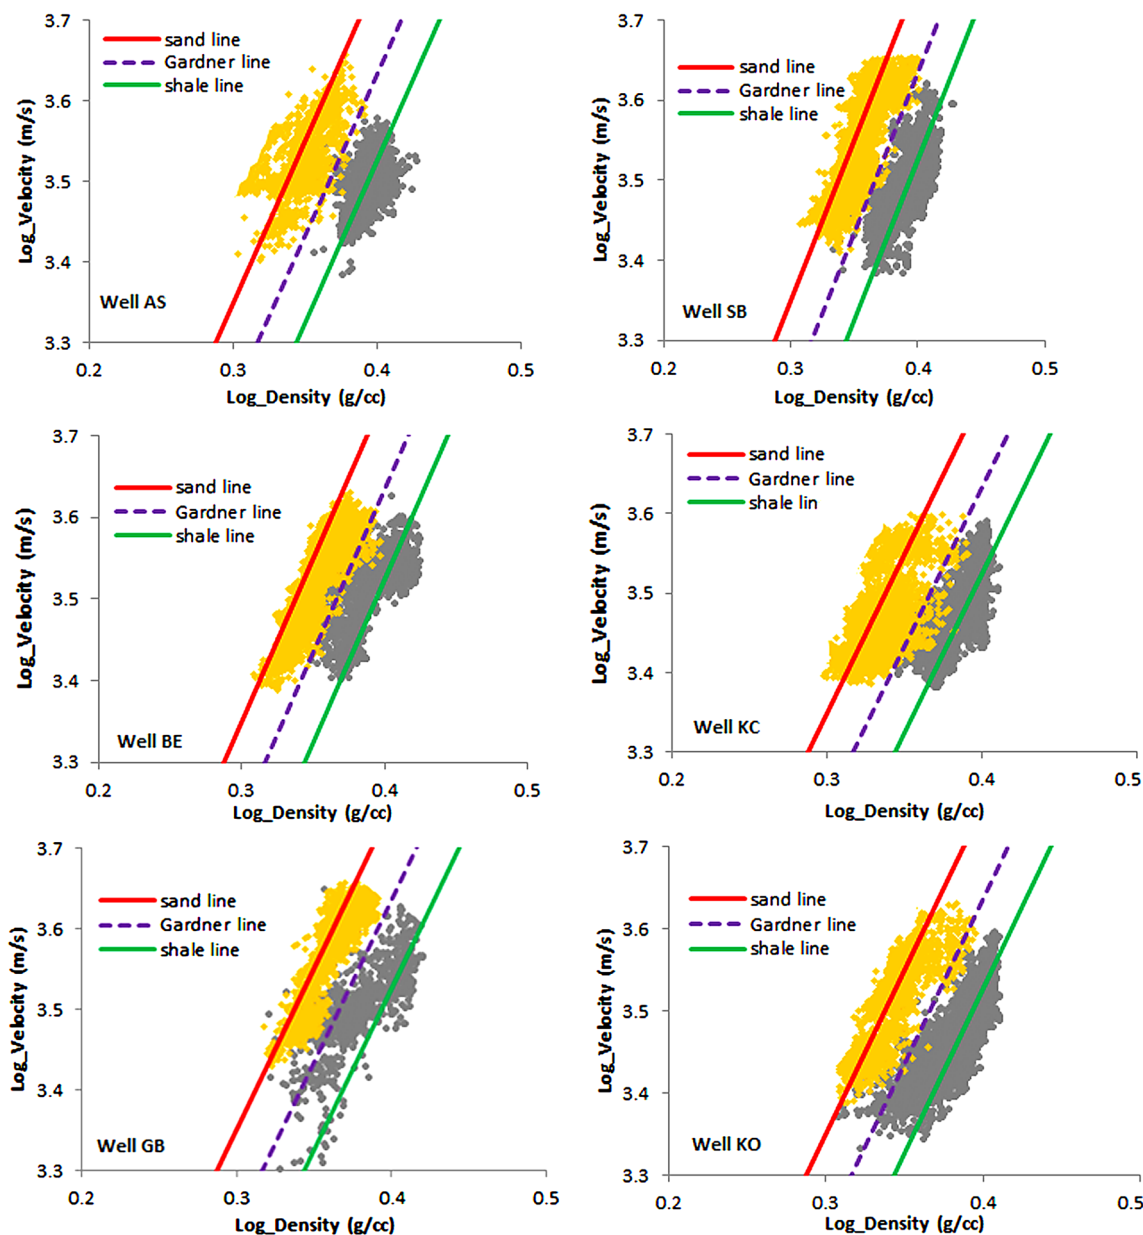 3.7
sand line
Gardner line
shale line
3.6
3.5
3.4
3.3
Log_Velocity (m/s)
Well AS
0.2
0.3
0.4
0.5
Log_Density (g/cc)
3.7
sand line
Gardner line
shale line
3.6
3.5
3.4
3.3
Log_Velocity (m/s)
Well SB
0.2
0.3
0.4
0.5
Log_Density (g/cc)
3.7
sand line
Gardner line
shale line
3.6
3.5
3.4
3.3
Log_Velocity (m/s)
Well BE
0.2
0.3
0.4
0.5
Log_Density (g/cc)
3.7
sand line
Gardner line
shale lin
3.6
3.5
3.4
3.3
Log_Velocity (m/s)
Well KC
0.2
0.3
0.4
0.5
Log_Density (g/cc)
3.7
sand line
Gardner line
shale line
3.6
3.5
3.4
3.3
Log_Velocity (m/s)
Well GB
0.2
0.3
0.4
0.5
Log_Density (g/cc)
3.7
sand line
Gardner line
shale line
3.6
3.5
3.4
3.3
Log_Velocity (m/s)
Well KO
0.2
0.3
0.4
0.5
Log_Density (g/cc)